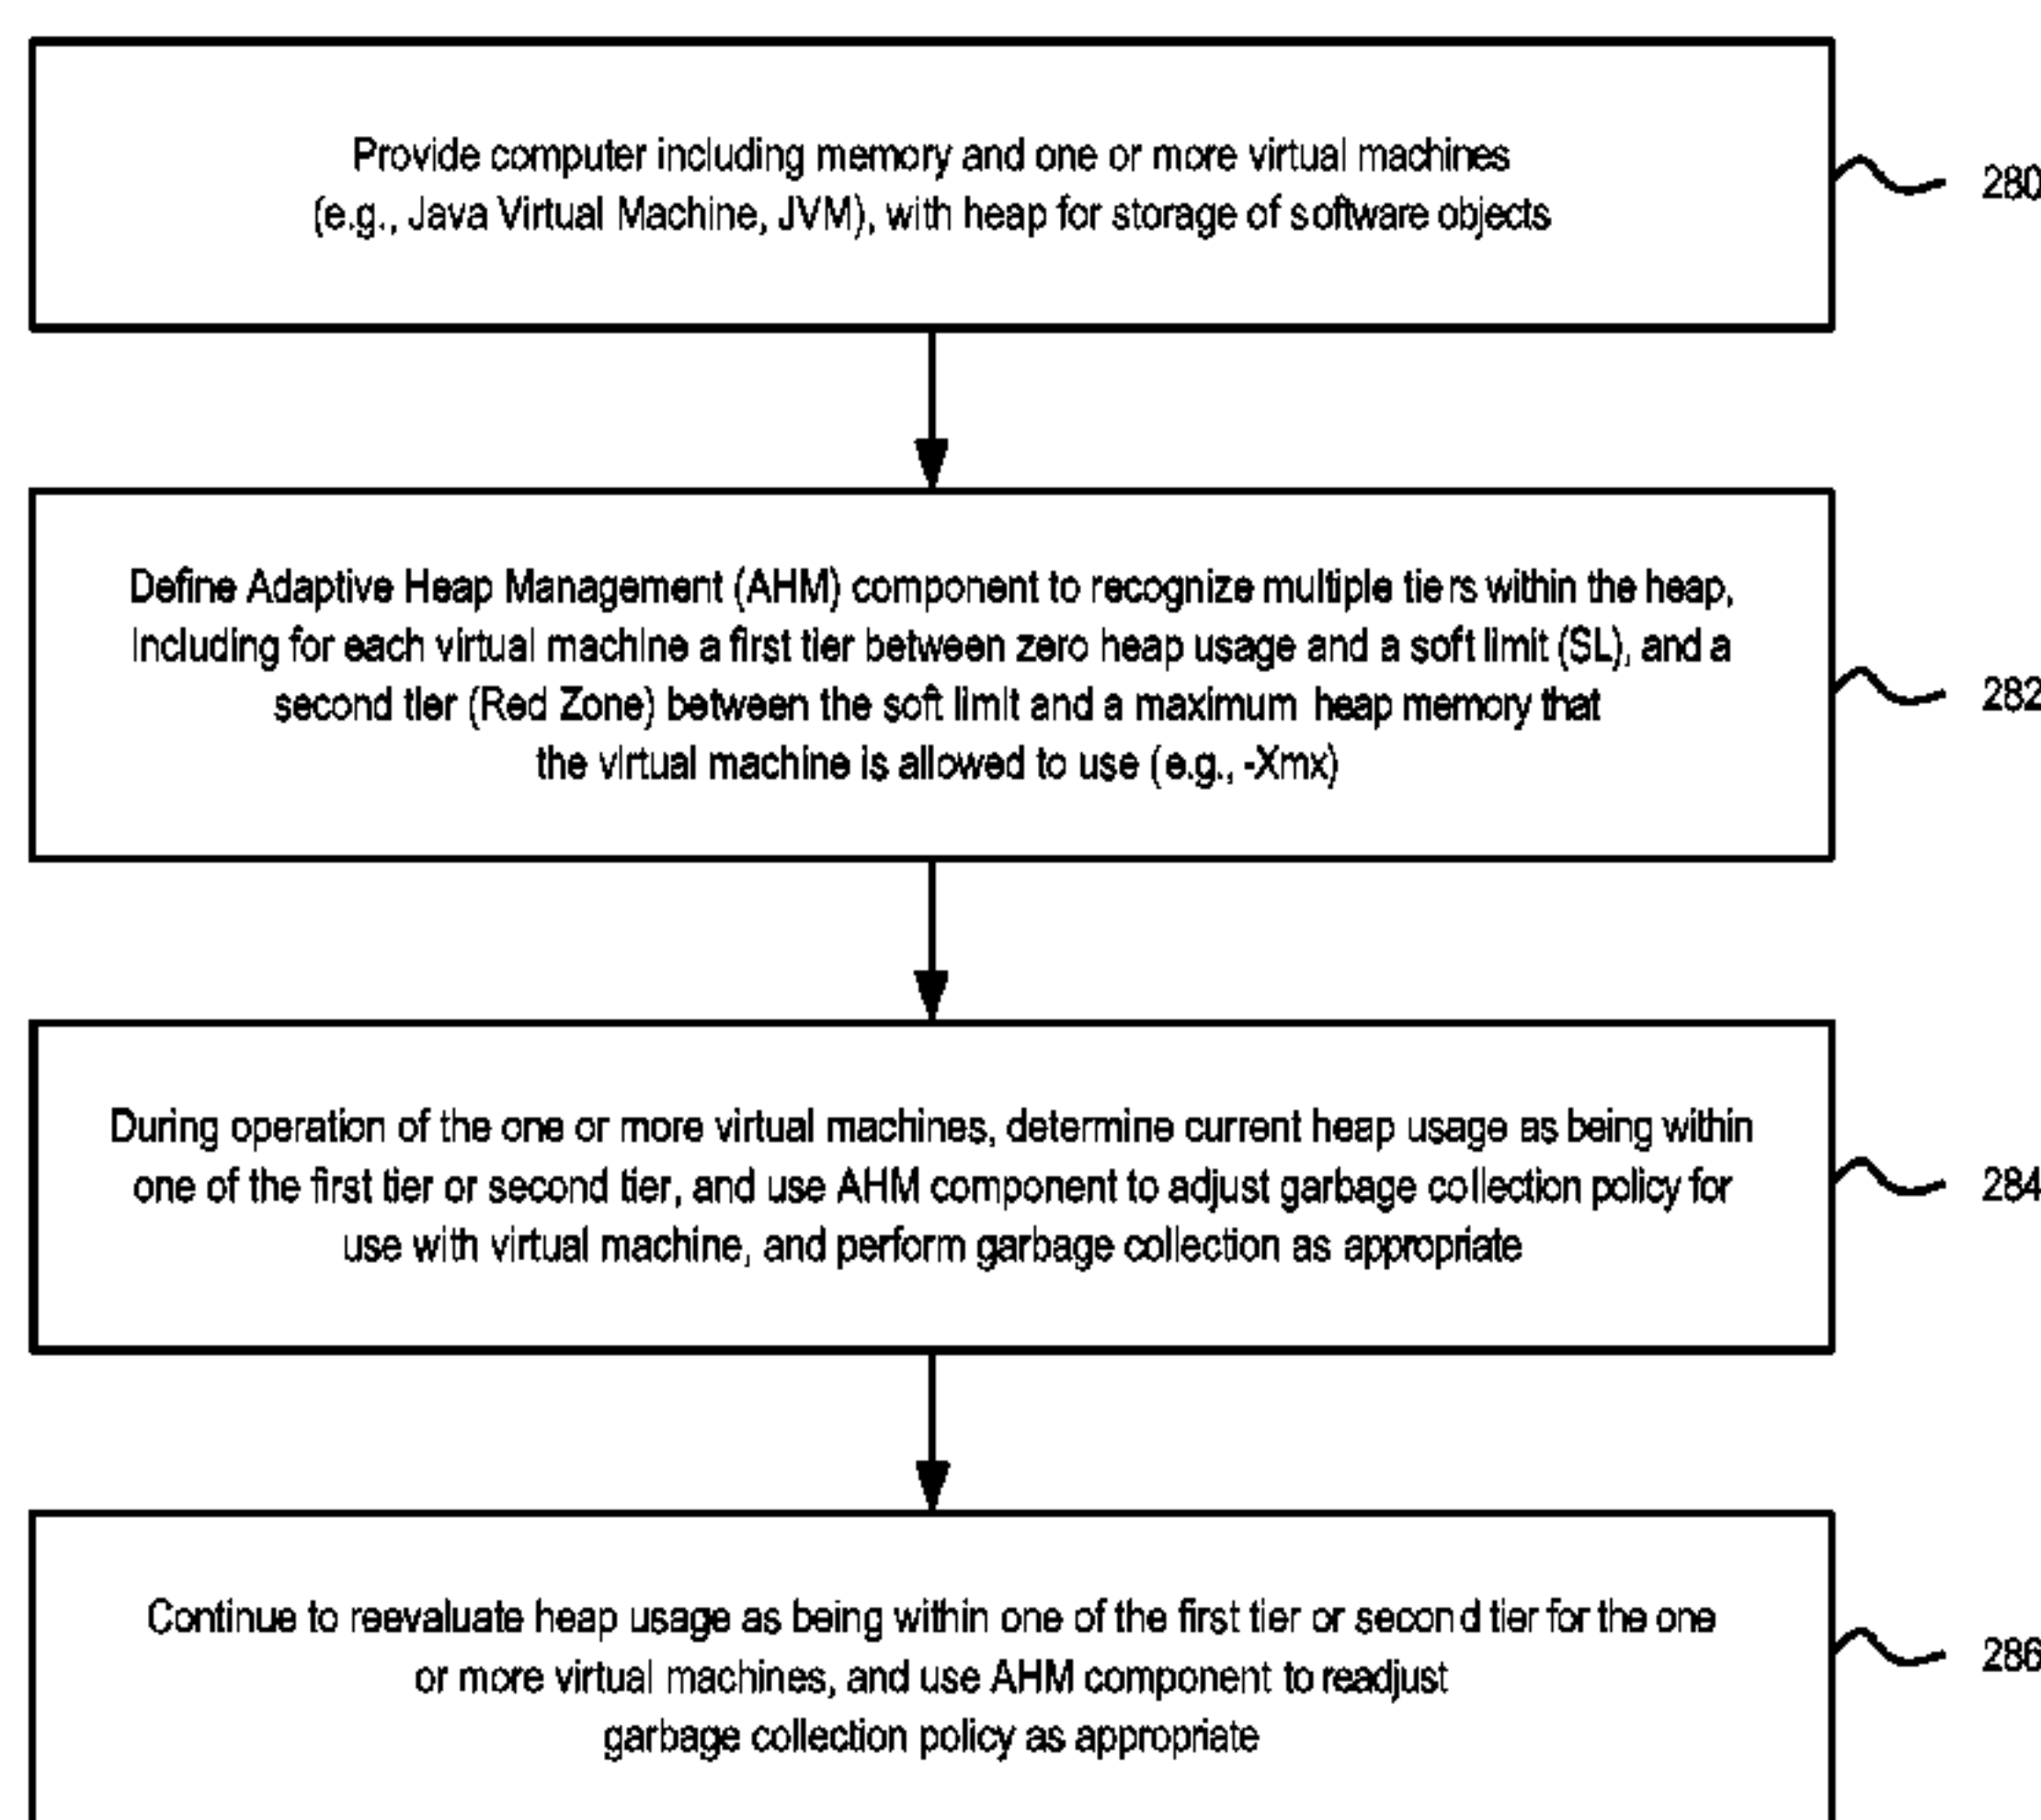 Provide computer including memory and one or more virtual machines
(e.g., Java Virtual Machine, JVM), with heap for storage of software objects
280
Define Adaptive Heap Management (AHM) component to recognize multiple tiers within the heap,
including for each virtual machine a first tier between zero heap usage and a soft limit (SL), and a
second tier (Red Zone) between the soft limit and a maximum heap memory that
the virtual machine is allowed to use (e.g., -Xmx)
282
During operation of the one or more virtual machines, determine current heap usage as being within
one of the first tier or second tier, and use AHM component to adjust garbage collection policy for
use with virtual machine, and perform garbage collection as appropriate
284
Continue to reevaluate heap usage as being within one of the first tier or second tier for the one
or more virtual machines, and use AHM component to readjust
garbage collection policy as appropriate
286